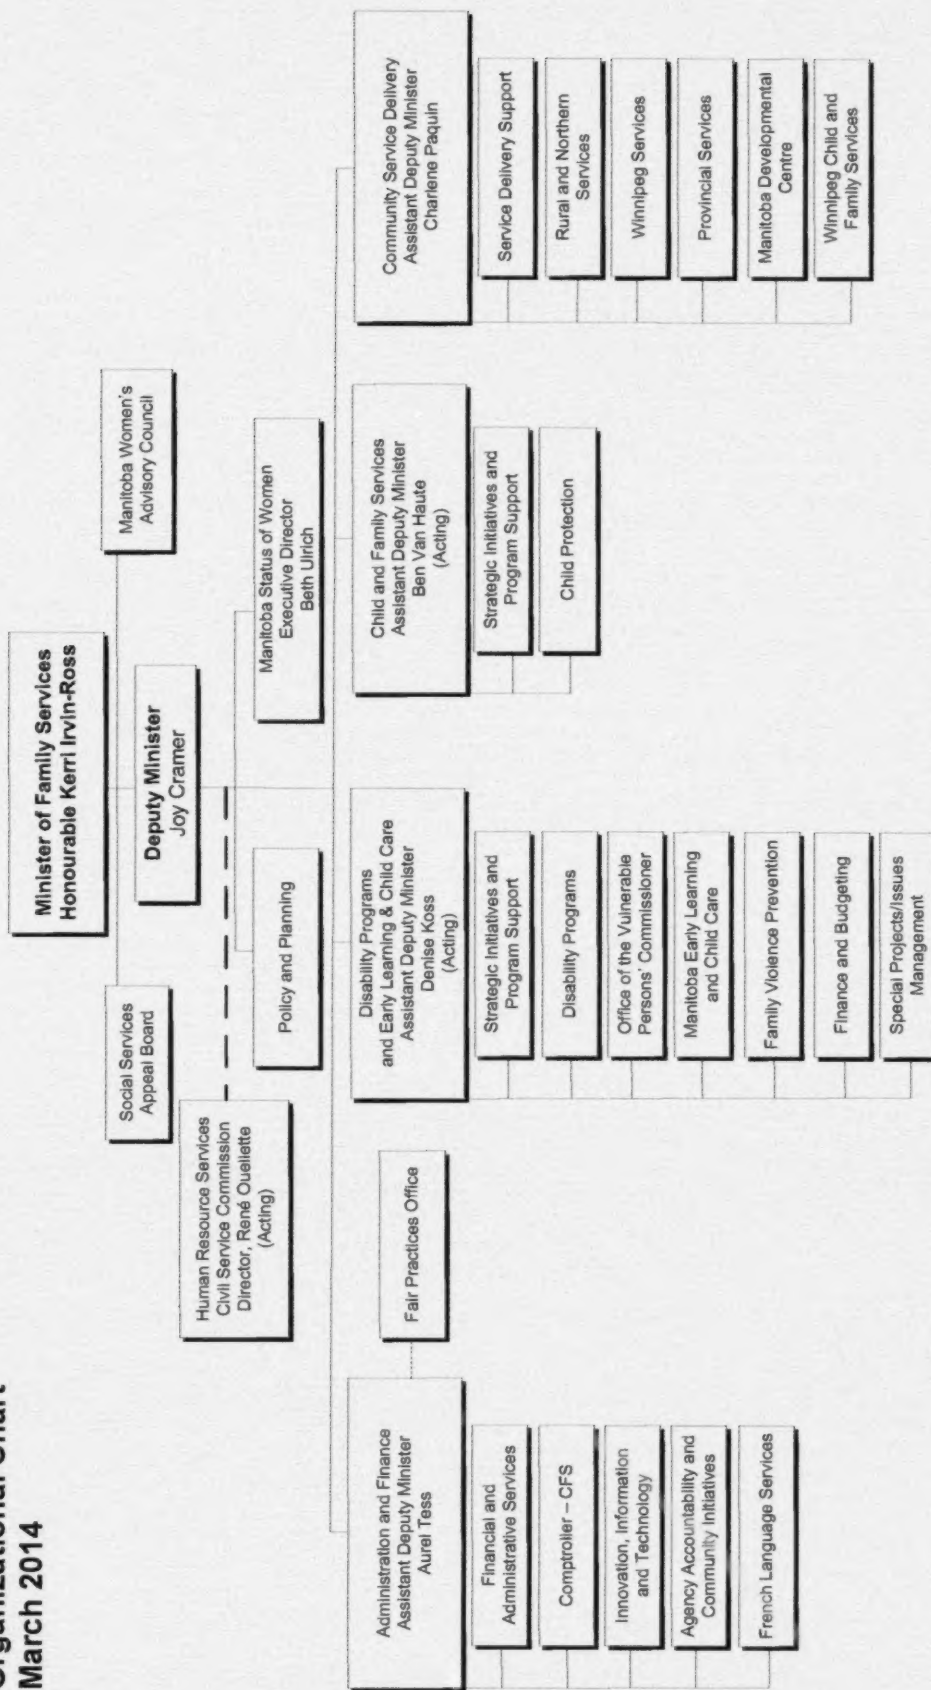 Organizational Chart
March 2014
Minister of Family Services
Honourable Kerri Irvin-Ross
Social Services
Appeal Board
Manitoba Women's
Advisory Council
Deputy Minister
Joy Cramer
Human Resource Services
Civil Service Commission
Director, René Ouellette
(Acting)
Policy and Planning
Manitoba Status of Women
Executive Director
Beth Ulrich
Administration and Finance
Assistant Deputy Minister
Aurel Tess
Fair Practices Office
Financial and
Administrative Services
Comptroller – CFS
Innovation, Information
and Technology
Agency Accountability and
Community Initiatives
French Language Services
Disability Programs
and Early Learning & Child Care
Assistant Deputy Minister
Denise Koss
(Acting)
Strategic Initiatives and
Program Support
Disability Programs
Office of the Vulnerable
Persons' Commissioner
Manitoba Early Learning
and Child Care
Family Violence Prevention
Finance and Budgeting
Special Projects/Issues
Management
Child and Family Services
Assistant Deputy Minister
Ben Van Haute
(Acting)
Strategic Initiatives and
Program Support
Child Protection
Community Service Delivery
Assistant Deputy Minister
Charlene Paquin
Service Delivery Support
Rural and Northern
Services
Winnipeg Services
Provincial Services
Manitoba Developmental
Centre
Winnipeg Child and
Family Services